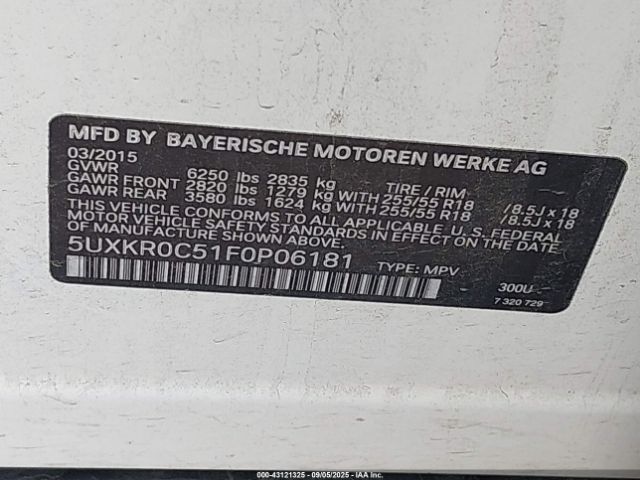 MFD BY BAYERISCHE MOTOREN WERKE AG
03/2015
GVWR 6250 lbs 2835 kg TIRE / RIM
GAWR FRONT 2820 lbs 1279 kg WITH 255/55 R18 / 8.5J x 18
GAWR REAR 3580 lbs 1624 kg WITH 255/55 R18 / 8.5J x 18
THIS VEHICLE CONFORMS TO ALL APPLICABLE U.S. FEDERAL
MOTOR VEHICLE SAFETY STANDARDS IN EFFECT ON THE DATE
OF MANUFACTURE SHOWN ABOVE.
5UXKR0C51F0P06181 TYPE: MPV 300U
7 320 729
000-43121325 - 09/05/2025 - IAA Inc.